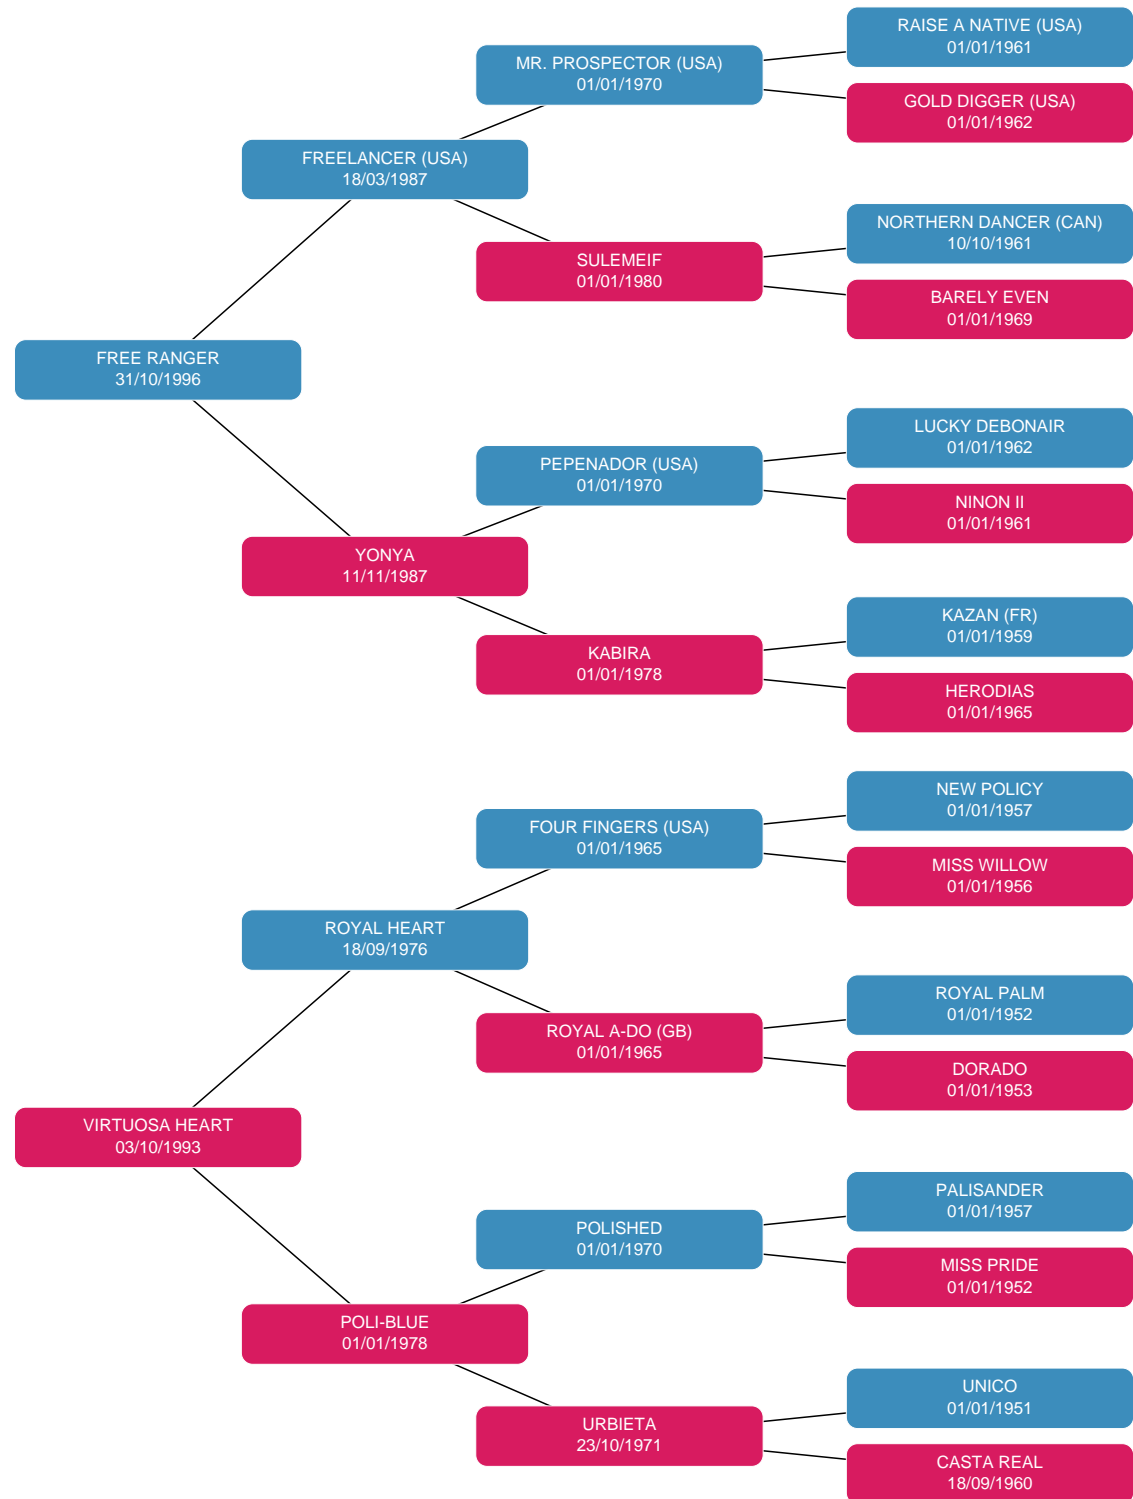 RAISE A NATIVE (USA)
01/01/1961
MR. PROSPECTOR (USA)
01/01/1970
GOLD DIGGER (USA)
01/01/1962
FREELANCER (USA)
18/03/1987
NORTHERN DANCER (CAN)
10/10/1961
SULEMEIF
01/01/1980
BARELY EVEN
01/01/1969
FREE RANGER
31/10/1996
LUCKY DEBONAIR
01/01/1962
PEPENADOR (USA)
01/01/1970
NINON II
01/01/1961
YONYA
11/11/1987
KAZAN (FR)
01/01/1959
KABIRA
01/01/1978
HERODIAS
01/01/1965
NEW POLICY
01/01/1957
FOUR FINGERS (USA)
01/01/1965
MISS WILLOW
01/01/1956
ROYAL HEART
18/09/1976
ROYAL PALM
01/01/1952
ROYAL A-DO (GB)
01/01/1965
DORADO
01/01/1953
VIRTUOSA HEART
03/10/1993
PALISANDER
01/01/1957
POLISHED
01/01/1970
MISS PRIDE
01/01/1952
POLI-BLUE
01/01/1978
UNICO
01/01/1951
URBIETA
23/10/1971
CASTA REAL
18/09/1960